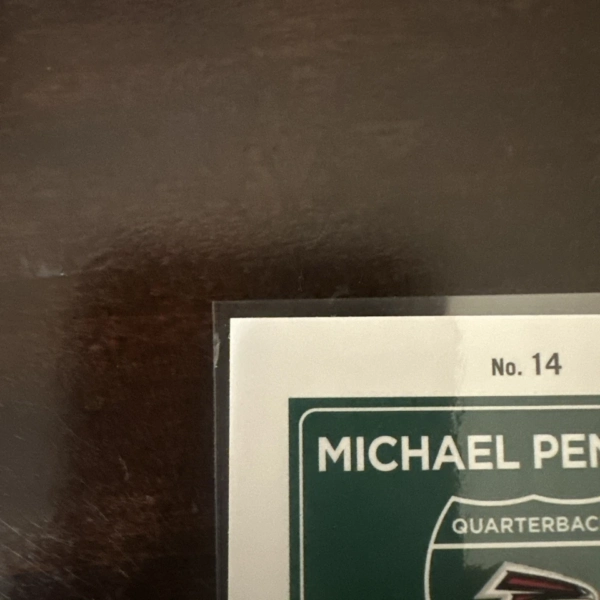 No. 14
MICHAEL PEN
QUARTERBAC